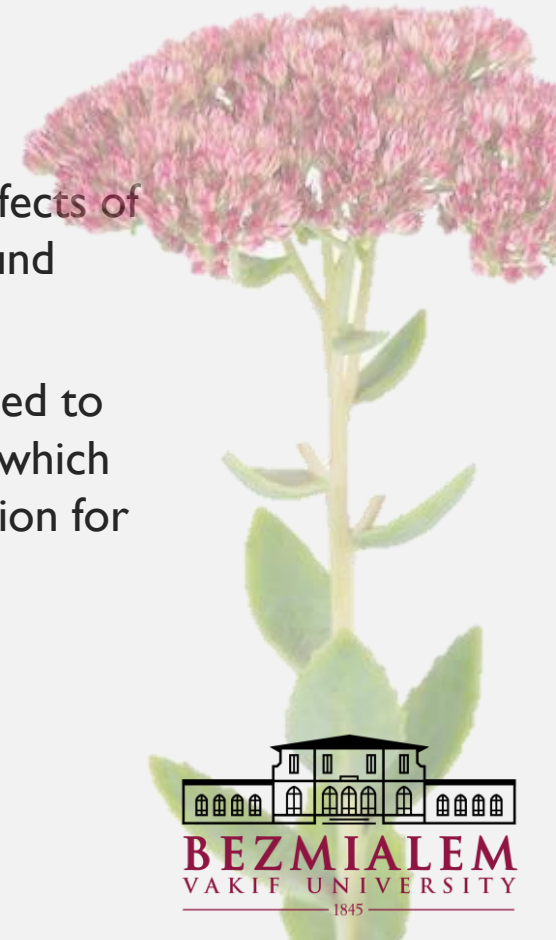 fects of
und
ed to
which
ion for
BEZMIALEM
VAKIF UNIVERSITY
1845